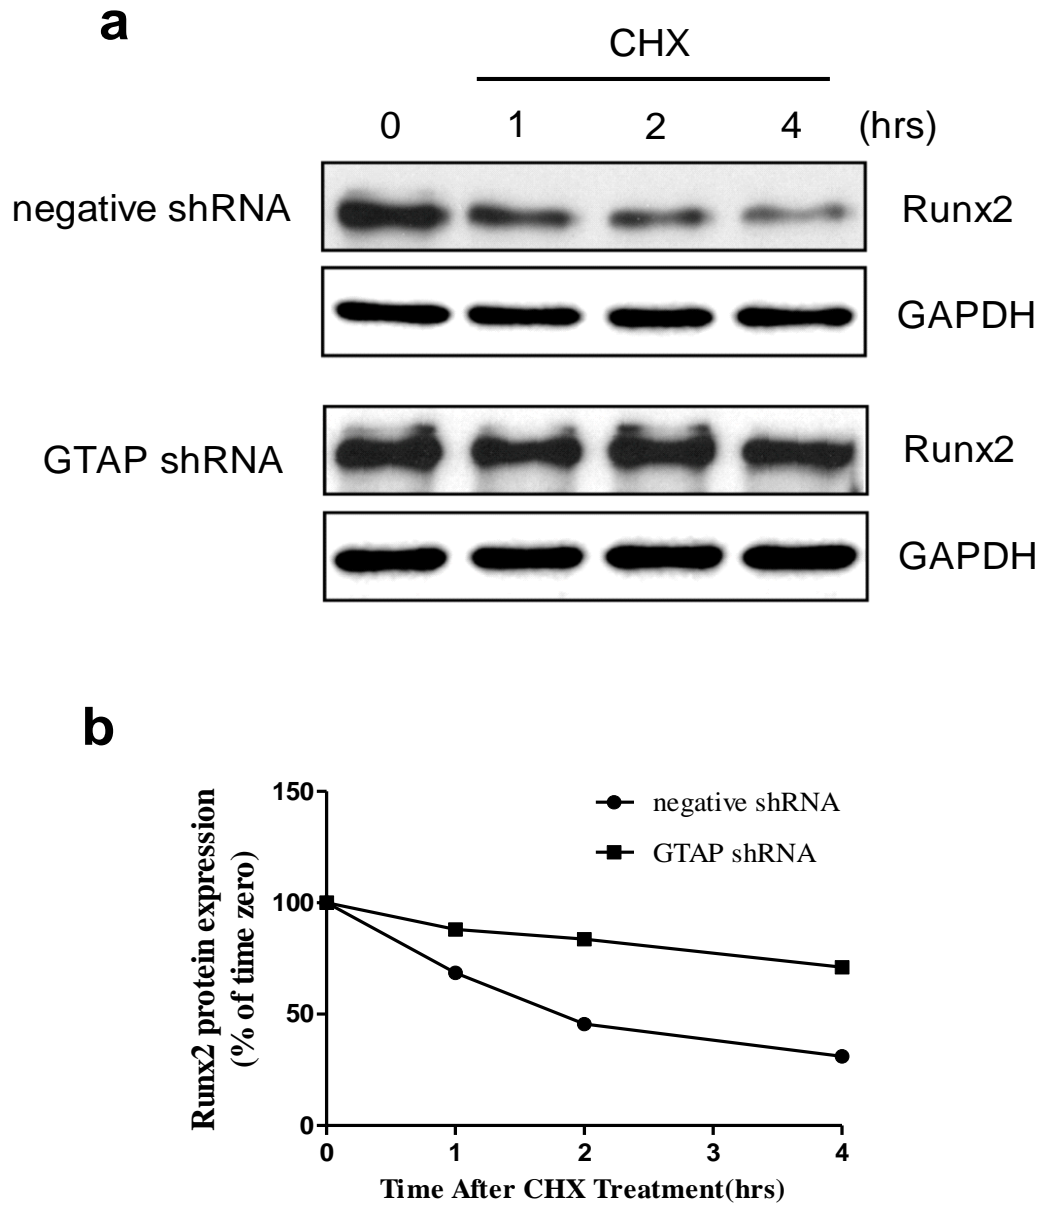 a
CHX
0 1 2 4 (hrs)
negative shRNA Runx2
GAPDH
GTAP shRNA Runx2
GAPDH
b
Runx2 protein expression
(% of time zero)
150
100
50
0
negative shRNA
GTAP shRNA
0 1 2 3 4
Time After CHX Treatment(hrs)